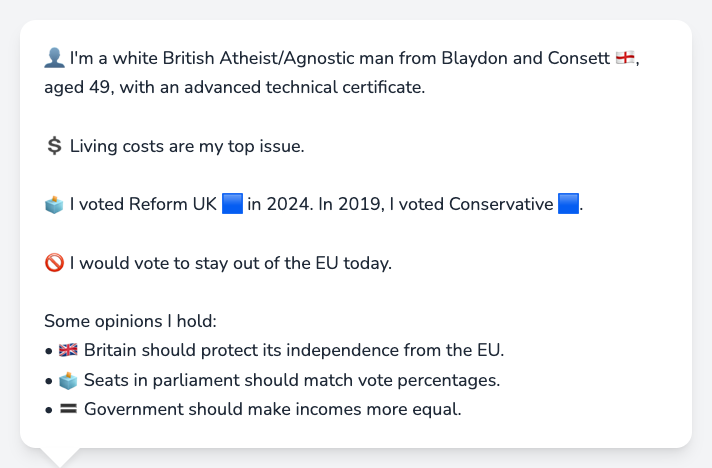 👤 I'm a white British Atheist/Agnostic man from Blaydon and Consett 🏴󠁧󠁢󠁥󠁮󠁧󠁿,
aged 49, with an advanced technical certificate.
💲 Living costs are my top issue.
🗳️ I voted Reform UK 🟦 in 2024. In 2019, I voted Conservative 🟦.
🚫 I would vote to stay out of the EU today.
Some opinions I hold:
• 🇬🇧 Britain should protect its independence from the EU.
• 🗳️ Seats in parliament should match vote percentages.
• 🟰 Government should make incomes more equal.